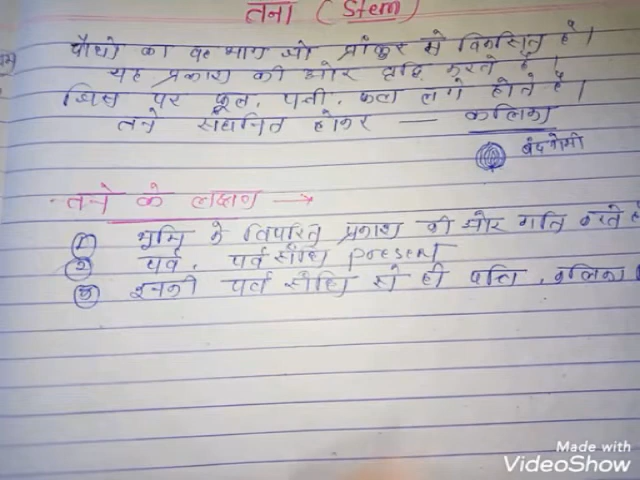 तना (Stem)
पौधो का वह भाग जो प्रांकुर से विकसित है।
यह प्रकाश की ओर वृद्धि करते है।
जिस पर फूल, पत्ती, फल लगे होते है।
तने संघनित होकर — कलिका
बंदगोभी
तने के लक्षण →
① भूमि के विपरित प्रकाश की ओर गति करते है
② पर्व, पर्व संधि present
③ इनकी पर्व संधि से ही पत्ति, कलिका
Made with
VideoShow